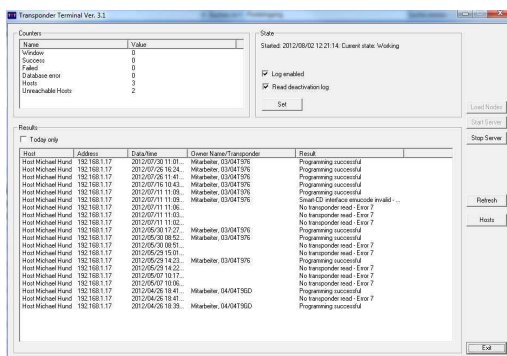 Transponder Terminal Ver. 3.1
Counters
Name Value
Window 0
Success 0
Failed 0
Database error 0
Hosts 3
Unreachable Hosts 2
State
Started: 2012/08/02 12:21:14. Current state: Working
Log enabled
Read deactivation log
Set
Load Nodes
Start Server
Stop Server
Refresh
Hosts
Exit
Results
Today only
Host Address Data/time Owner Name/Transponder Result
Host Michael Hund 192.168.1.17 2012/07/30 11:01... Mitarbeiter, 03/04T976 Programming successful
Host Michael Hund 192.168.1.17 2012/07/26 16:24... Mitarbeiter, 03/04T976 Programming successful
Host Michael Hund 192.168.1.17 2012/07/26 11:41... Mitarbeiter, 03/04T976 Programming successful
Host Michael Hund 192.168.1.17 2012/07/16 10:43... Mitarbeiter, 03/04T976 Programming successful
Host Michael Hund 192.168.1.17 2012/07/11 11:09... Mitarbeiter, 03/04T976 Programming successful
Host Michael Hund 192.168.1.17 2012/07/11 11:09... Mitarbeiter, 03/04T976 Smart-CD interface emucode invalid - ...
Host Michael Hund 192.168.1.17 2012/07/11 11:06... No transponder read - Error 7
Host Michael Hund 192.168.1.17 2012/07/11 11:03... No transponder read - Error 7
Host Michael Hund 192.168.1.17 2012/07/11 11:02... No transponder read - Error 7
Host Michael Hund 192.168.1.17 2012/05/30 17:27... Mitarbeiter, 03/04T976 Programming successful
Host Michael Hund 192.168.1.17 2012/05/30 08:52... Mitarbeiter, 03/04T976 Programming successful
Host Michael Hund 192.168.1.17 2012/05/30 08:51... No transponder read - Error 7
Host Michael Hund 192.168.1.17 2012/05/29 15:01... No transponder read - Error 7
Host Michael Hund 192.168.1.17 2012/05/29 14:23... Mitarbeiter, 03/04T976 Programming successful
Host Michael Hund 192.168.1.17 2012/05/29 14:22... No transponder read - Error 7
Host Michael Hund 192.168.1.17 2012/05/07 10:17... No transponder read - Error 7
Host Michael Hund 192.168.1.17 2012/05/07 10:06... No transponder read - Error 7
Host Michael Hund 192.168.1.17 2012/04/26 18:41... Mitarbeiter, 04/04T9GD Programming successful
Host Michael Hund 192.168.1.17 2012/04/26 18:41... No transponder read - Error 7
Host Michael Hund 192.168.1.17 2012/04/26 18:39... Mitarbeiter, 04/04T9GD Programming successful